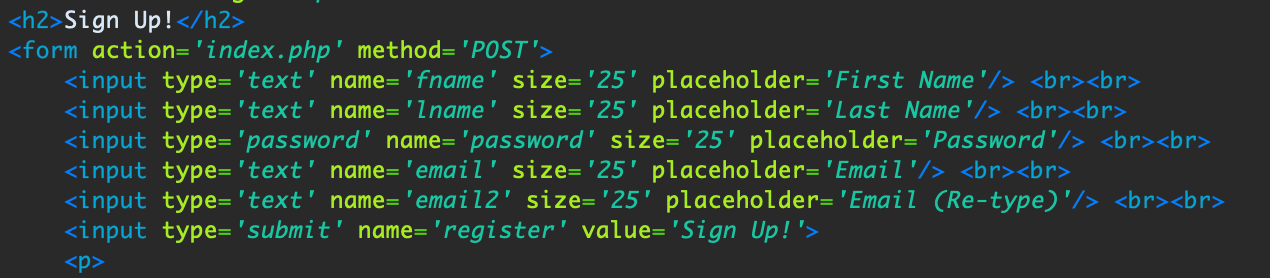 <h2>Sign Up!</h2>
<form action='index.php' method='POST'>
    <input type='text' name='fname' size='25' placeholder='First Name'/> <br><br>
    <input type='text' name='lname' size='25' placeholder='Last Name'/> <br><br>
    <input type='password' name='password' size='25' placeholder='Password'/> <br><br>
    <input type='text' name='email' size='25' placeholder='Email'/> <br><br>
    <input type='text' name='email2' size='25' placeholder='Email (Re-type)'/> <br><br>
    <input type='submit' name='register' value='Sign Up!'>
    <p>